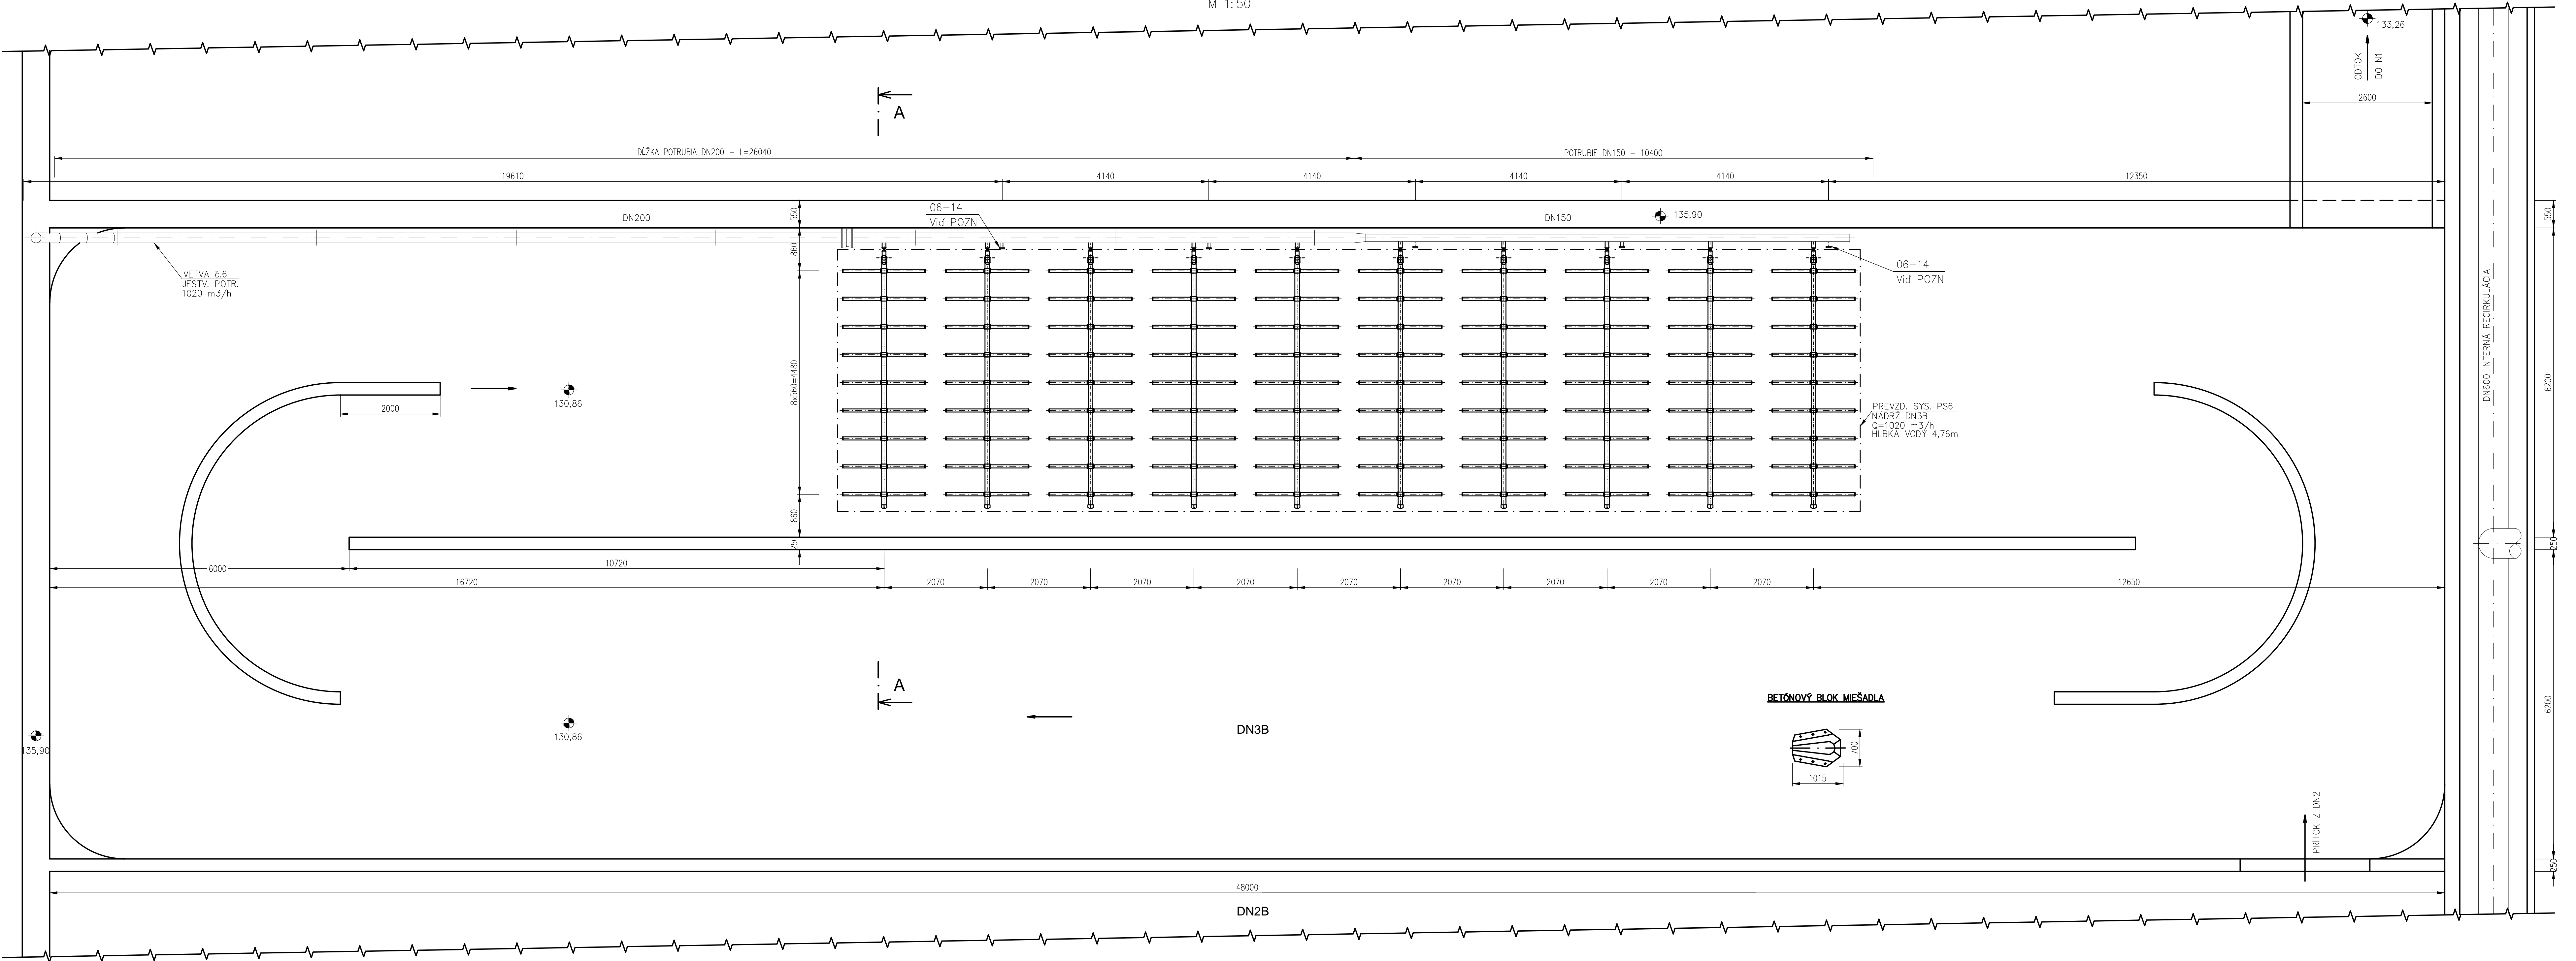 M 1:50
133,26
ODTOK
DO N1
2600
A
DĹŽKA POTRUBIA DN200 - L=26040
POTRUBIE DN150 - 10400
19610
4140
4140
4140
4140
12350
550
DN200
06-14
Viď POZN
DN150
135,90
550
860
VETVA č.6
JESTV. POTR.
1020 m3/h
06-14
Viď POZN
DN600 INTERNÁ RECIRKULÁCIA
8x560=4480
2000
130,86
6200
PREVZD. SYS. PS6
NÁDRŽ DN3B
Q=1020 m3/h
HLBKA VODY 4,76m
860
250
250
6000
10720
16720
2070
2070
2070
2070
2070
2070
2070
2070
2070
12650
A
BETÓNOVÝ BLOK MIEŠADLA
6200
130,86
135,90
DN3B
700
1015
PRÍTOK Z DN2
250
48000
DN2B